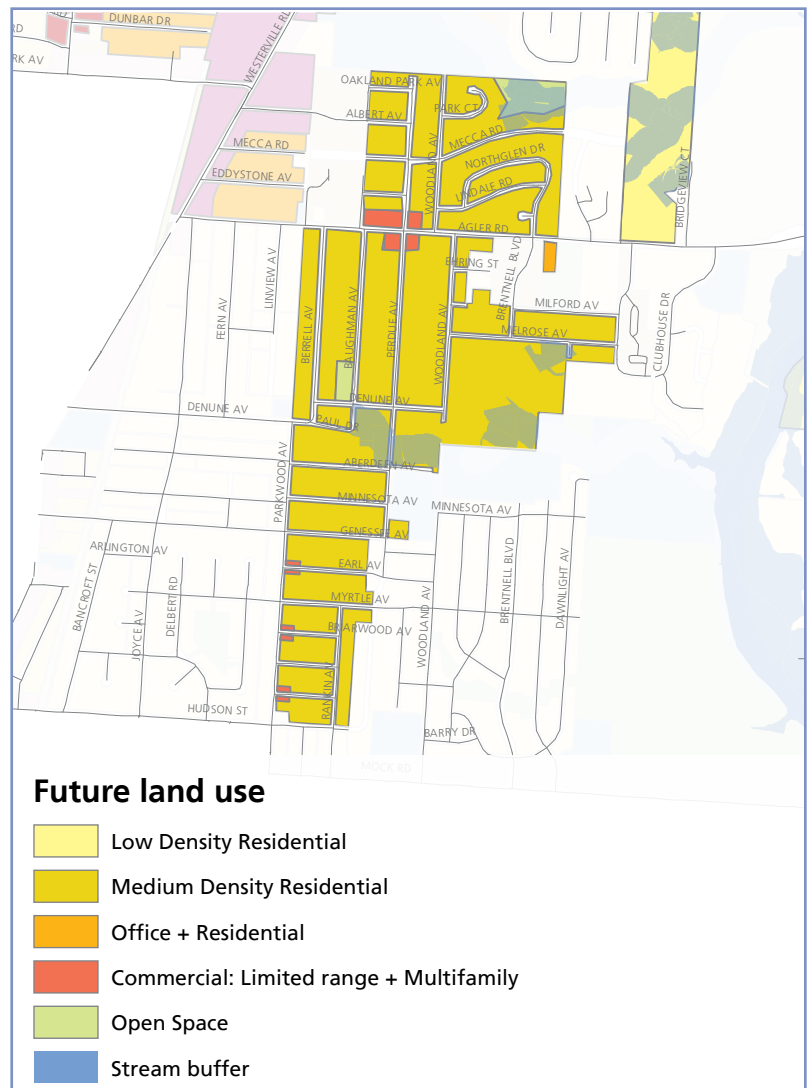 DUNBAR DR
RD
RK AV
WESTERVILLE RD
OAKLAND PARK AV
PARK CT
ALBERT AV
MECCA RD
MECCA RD
NORTHGLEN DR
EDDYSTONE AV
LINDALE RD
WOODLAND AV
AGLER RD
BRIDGEVIEW CT
EHRING ST
BRENTNELL BLVD
LINVIEW AV
FERN AV
BERRELL AV
BAUGHMAN AV
PERDUE AV
WOODLAND AV
MILFORD AV
MELROSE AV
CLUBHOUSE DR
DENUNE AV
DENUNE AV
PAUL DR
ABERDEEN AV
PARKWOOD AV
MINNESOTA AV
MINNESOTA AV
GENESSEE AV
ARLINGTON AV
EARL AV
BANCROFT ST
JOYCE AV
DELBERT RD
MYRTLE AV
BRIARWOOD AV
WOODLAND AV
BRENTNELL BLVD
DAWNLIGHT AV
RANKIN AV
HUDSON ST
BARRY DR
MOCK RD
Future land use
Low Density Residential
Medium Density Residential
Office + Residential
Commercial: Limited range + Multifamily
Open Space
Stream buffer